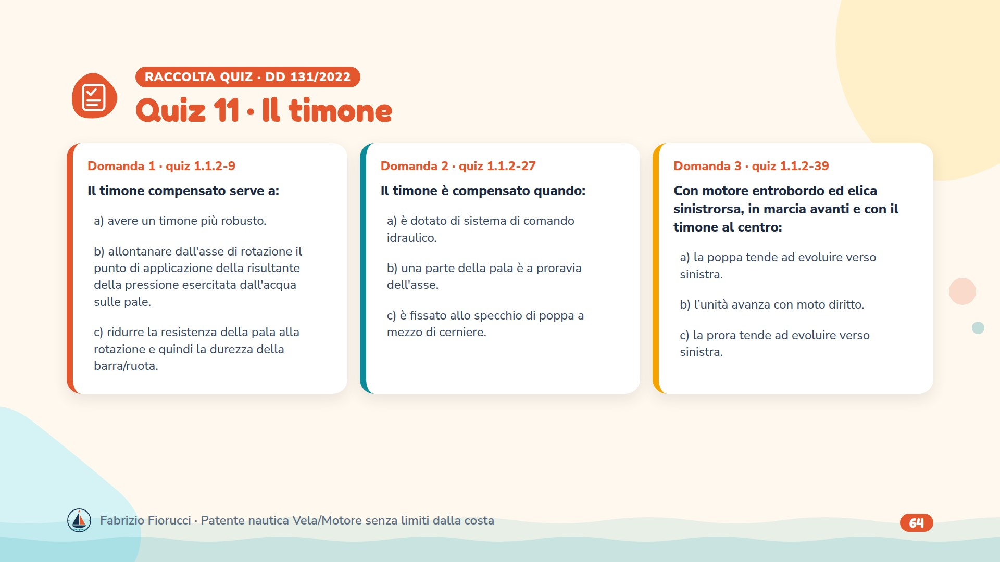 RACCOLTA QUIZ · DD 131/2022
Quiz 11 · Il timone
Domanda 1 · quiz 1.1.2-9
Il timone compensato serve a:
a) avere un timone più robusto.
b) allontanare dall'asse di rotazione il
punto di applicazione della risultante
della pressione esercitata dall'acqua
sulle pale.
c) ridurre la resistenza della pala alla
rotazione e quindi la durezza della
barra/ruota.
Domanda 2 · quiz 1.1.2-27
Il timone è compensato quando:
a) è dotato di sistema di comando
idraulico.
b) una parte della pala è a proravia
dell'asse.
c) è fissato allo specchio di poppa a
mezzo di cerniere.
Domanda 3 · quiz 1.1.2-39
Con motore entrobordo ed elica
sinistrorsa, in marcia avanti e con il
timone al centro:
a) la poppa tende ad evoluire verso
sinistra.
b) l’unità avanza con moto diritto.
c) la prora tende ad evoluire verso
sinistra.
Fabrizio Fiorucci · Patente nautica Vela/Motore senza limiti dalla costa
64